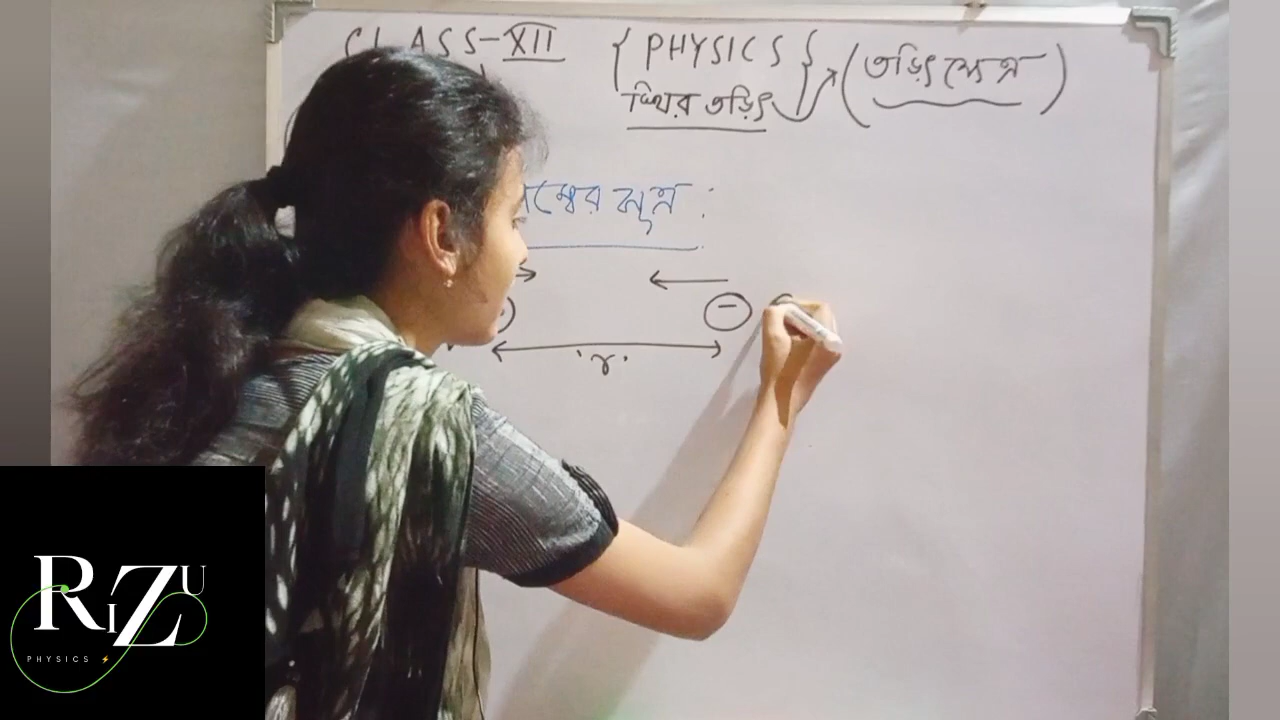 CLASS-XII { PHYSICS } (তড়িৎ ক্ষেত্র)
স্থির তড়িৎ
ম্বের সূত্র :
−
'r'
RiZU
PHYSICS ⚡